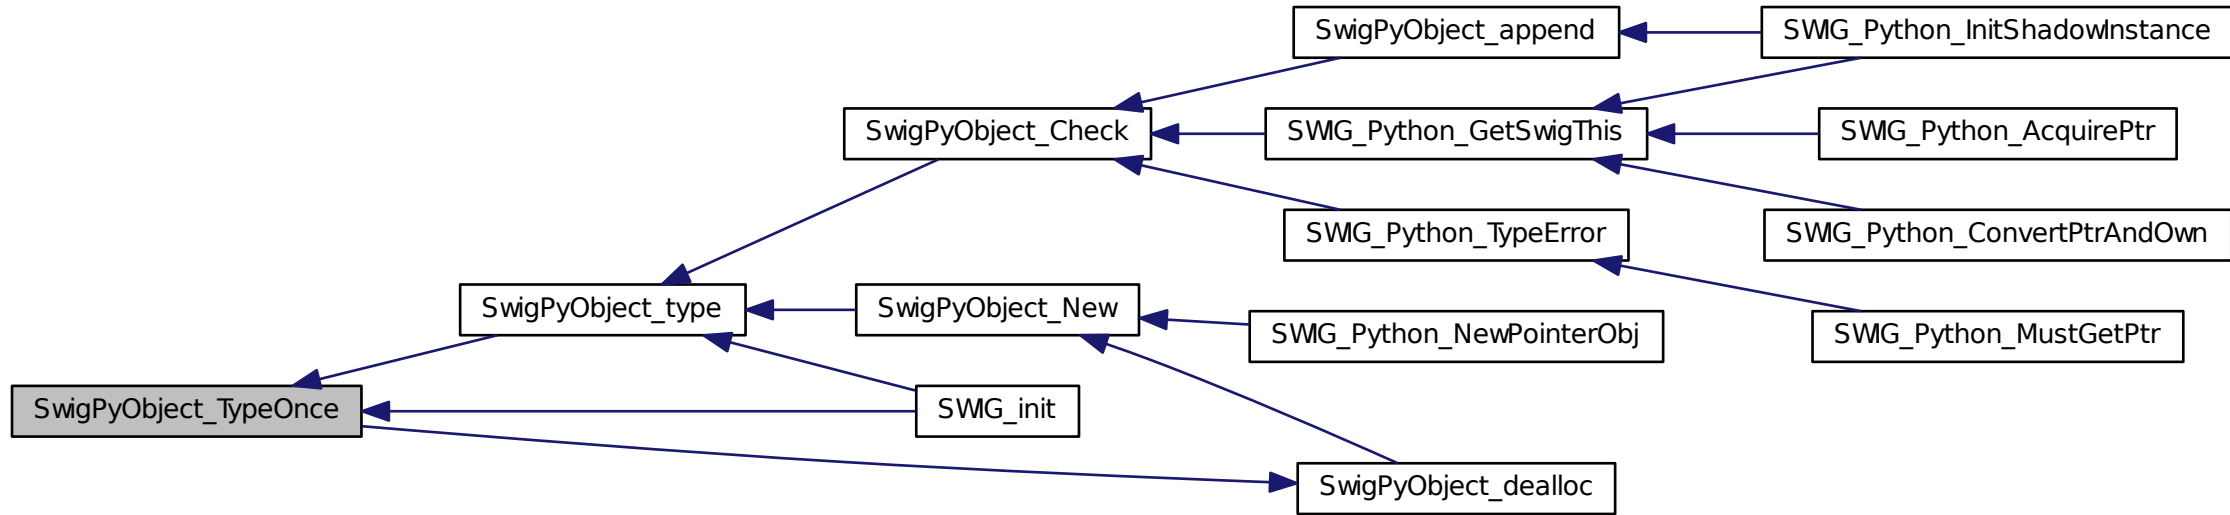 SwigPyObject_append
SWIG_Python_InitShadowInstance
SwigPyObject_Check
SWIG_Python_GetSwigThis
SWIG_Python_AcquirePtr
SWIG_Python_TypeError
SWIG_Python_ConvertPtrAndOwn
SwigPyObject_type
SwigPyObject_New
SWIG_Python_NewPointerObj
SWIG_Python_MustGetPtr
SwigPyObject_TypeOnce
SWIG_init
SwigPyObject_dealloc